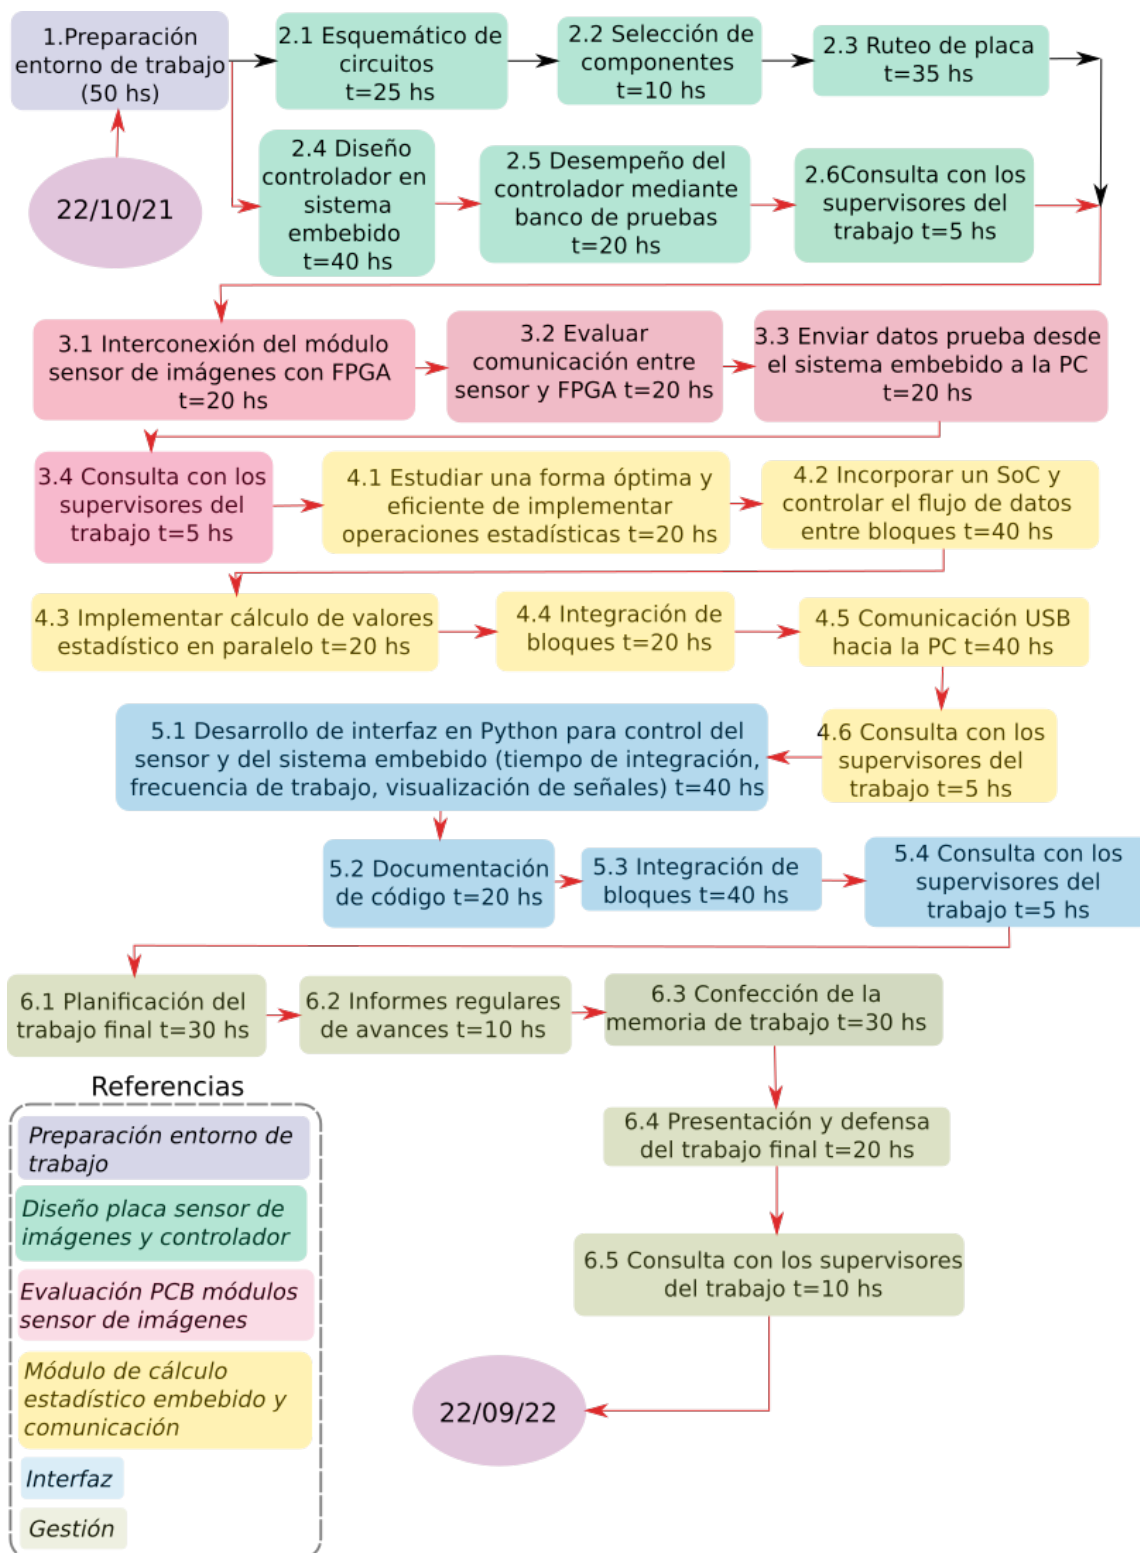 1.Preparación
entorno de trabajo
(50 hs)
2.1 Esquemático de
circuitos
t=25 hs
2.2 Selección de
componentes
t=10 hs
2.3 Ruteo de placa
t=35 hs
22/10/21
2.4 Diseño
controlador en
sistema
embebido
t=40 hs
2.5 Desempeño del
controlador mediante
banco de pruebas
t=20 hs
2.6Consulta con los
supervisores del
trabajo t=5 hs
3.1 Interconexión del módulo
sensor de imágenes con FPGA
t=20 hs
3.2 Evaluar
comunicación entre
sensor y FPGA t=20 hs
3.3 Enviar datos prueba desde
el sistema embebido a la PC
t=20 hs
3.4 Consulta con los
supervisores del
trabajo t=5 hs
4.1 Estudiar una forma óptima y
eficiente de implementar
operaciones estadísticas t=20 hs
4.2 Incorporar un SoC y
controlar el flujo de datos
entre bloques t=40 hs
4.3 Implementar cálculo de valores
estadístico en paralelo t=20 hs
4.4 Integración de
bloques t=20 hs
4.5 Comunicación USB
hacia la PC t=40 hs
4.6 Consulta con los
supervisores del
trabajo t=5 hs
5.1 Desarrollo de interfaz en Python para control del
sensor y del sistema embebido (tiempo de integración,
frecuencia de trabajo, visualización de señales) t=40 hs
5.2 Documentación
de código t=20 hs
5.3 Integración de
bloques t=40 hs
5.4 Consulta con los
supervisores del
trabajo t=5 hs
6.1 Planificación del
trabajo final t=30 hs
6.2 Informes regulares
de avances t=10 hs
6.3 Confección de la
memoria de trabajo t=30 hs
6.4 Presentación y defensa
del trabajo final t=20 hs
6.5 Consulta con los supervisores
del trabajo t=10 hs
22/09/22
Referencias
Preparación entorno de
trabajo
Diseño placa sensor de
imágenes y controlador
Evaluación PCB módulos
sensor de imágenes
Módulo de cálculo
estadístico embebido y
comunicación
Interfaz
Gestión